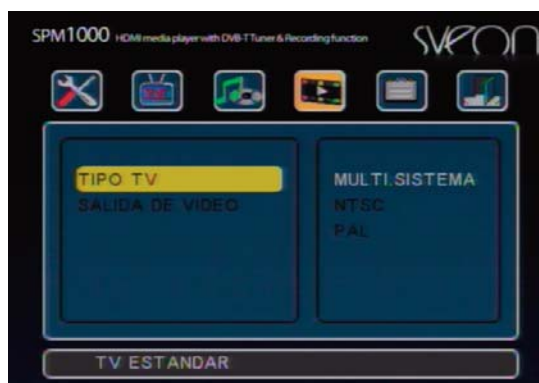 SPM1000 HDMI media player with DVB-T Tuner & Recording function
sveon
TIPO TV
SALIDA DE VIDEO
MULTI.SISTEMA
NTSC
PAL
TV ESTANDAR